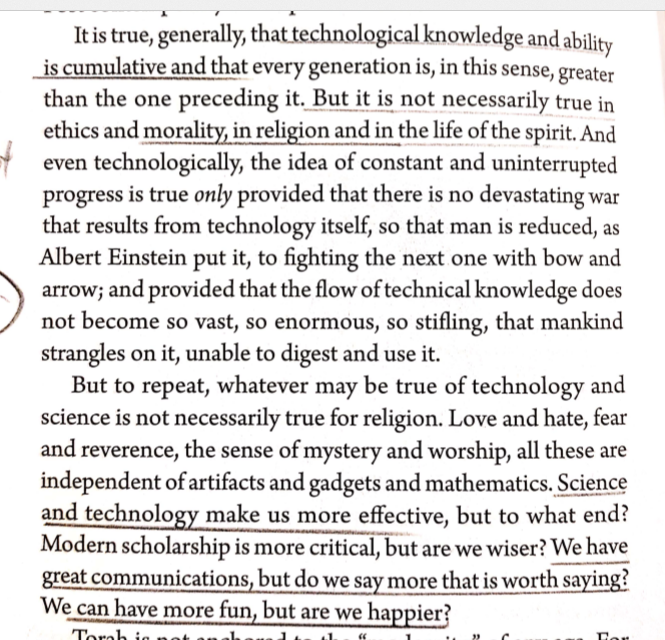 It is true, generally, that technological knowledge and ability
is cumulative and that every generation is, in this sense, greater
than the one preceding it. But it is not necessarily true in
ethics and morality, in religion and in the life of the spirit. And
even technologically, the idea of constant and uninterrupted
progress is true only provided that there is no devastating war
that results from technology itself, so that man is reduced, as
Albert Einstein put it, to fighting the next one with bow and
arrow; and provided that the flow of technical knowledge does
not become so vast, so enormous, so stifling, that mankind
strangles on it, unable to digest and use it.
But to repeat, whatever may be true of technology and
science is not necessarily true for religion. Love and hate, fear
and reverence, the sense of mystery and worship, all these are
independent of artifacts and gadgets and mathematics. Science
and technology make us more effective, but to what end?
Modern scholarship is more critical, but are we wiser? We have
great communications, but do we say more that is worth saying?
We can have more fun, but are we happier?
Torah is not